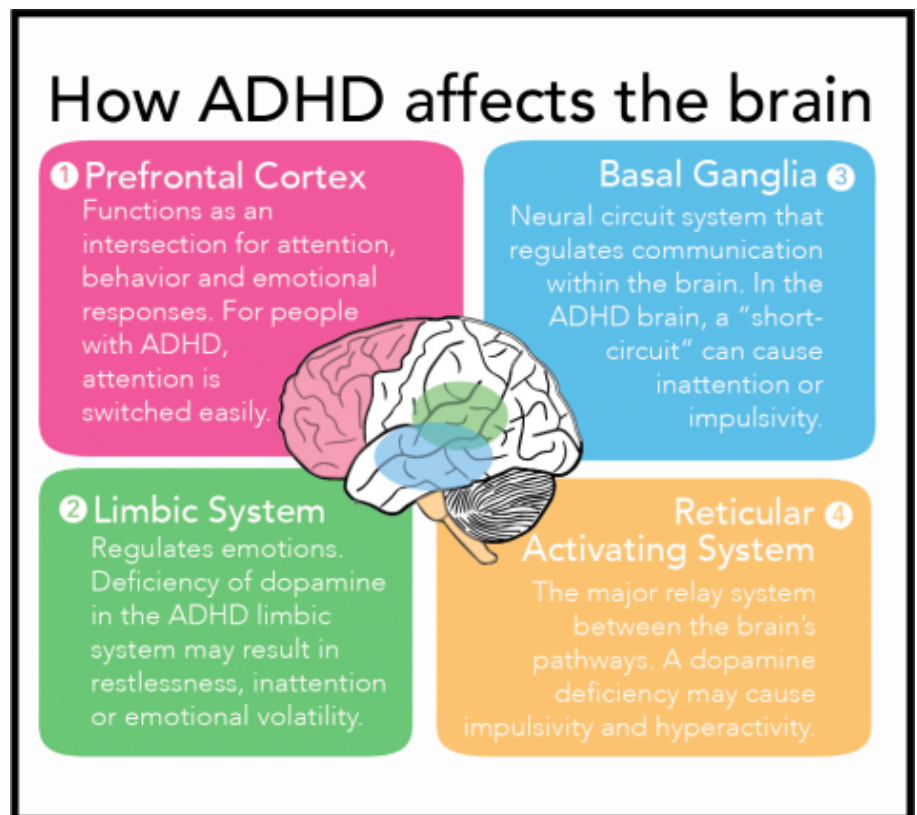 How ADHD affects the brain
1 Prefrontal Cortex
Functions as an
intersection for attention,
behavior and emotional
responses. For people
with ADHD,
attention is
switched easily.
2 Limbic System
Regulates emotions.
Deficiency of dopamine
in the ADHD limbic
system may result in
restlessness, inattention
or emotional volatility.
Basal Ganglia 3
Neural circuit system that
regulates communication
within the brain. In the
ADHD brain, a “short-
circuit” can cause
inattention or
impulsivity.
Reticular 4
Activating System
The major relay system
between the brain’s
pathways. A dopamine
deficiency may cause
impulsivity and hyperactivity.